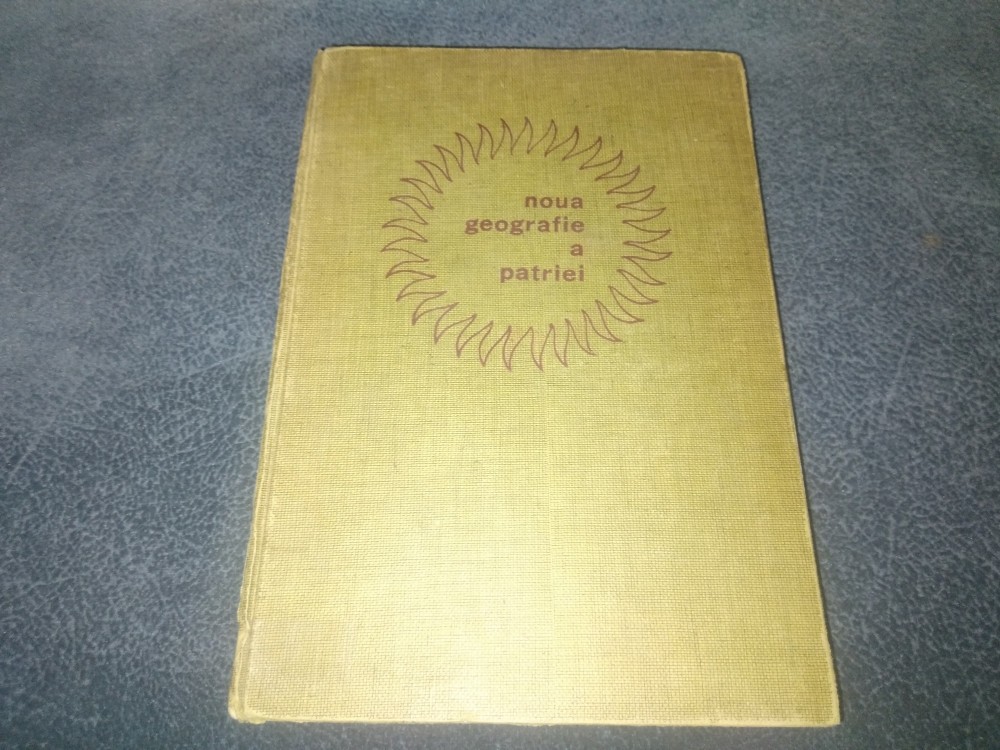 noua
geografie
a
patriei